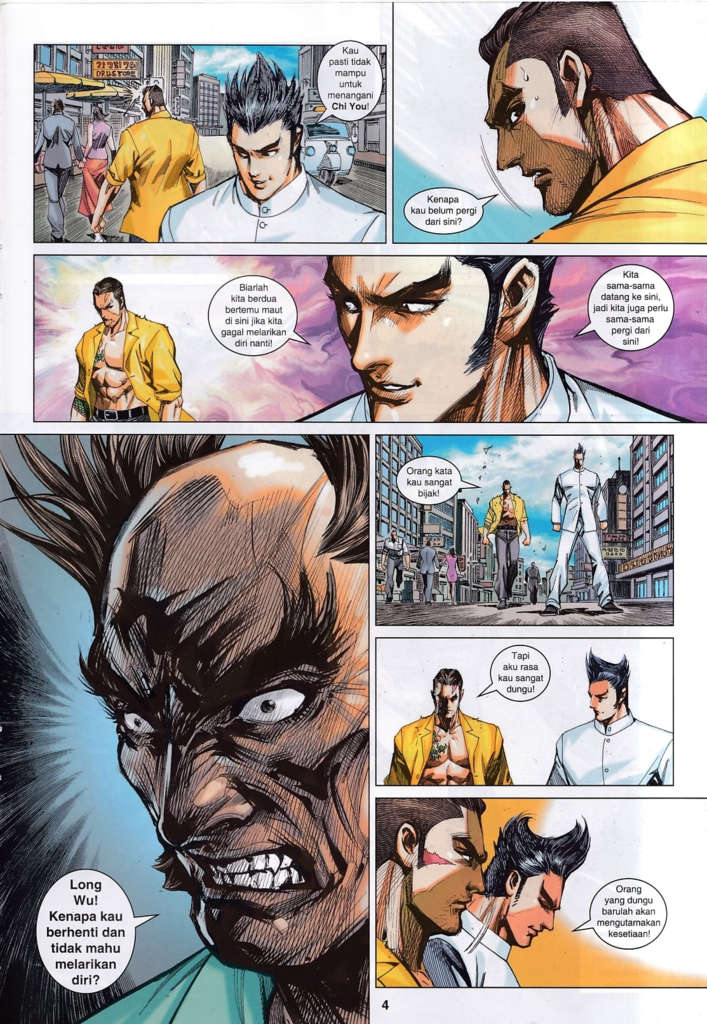 DRUG STORE
Kau
pasti tidak
mampu
untuk
menangani
Chi You!
Kenapa
kau belum pergi
dari sini?
Biarlah
kita berdua
bertemu maut
di sini jika kita
gagal melarikan
diri nanti!
Kita
sama-sama
datang ke sini,
jadi kita juga perlu
sama-sama
pergi dari
sini!
Long
Wu!
Kenapa kau
berhenti dan
tidak mahu
melarikan
diri?
Orang kata
kau sangat
bijak!
Tapi
aku rasa
kau sangat
dungu!
Orang
yang dungu
barulah akan
mengutamakan
kesetiaan!
4